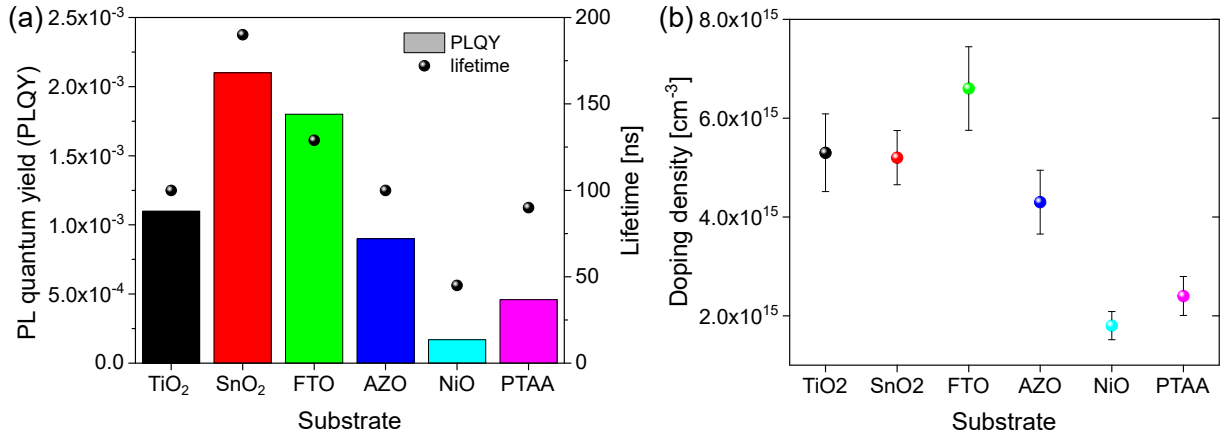 (a)
PL quantum yield (PLQY)
2.5x10⁻³
2.0x10⁻³
1.5x10⁻³
1.0x10⁻³
5.0x10⁻⁴
0.0
PLQY
lifetime
200
150
100
50
0
Lifetime [ns]
TiO₂ SnO₂ FTO AZO NiO PTAA
Substrate
(b)
Doping density [cm⁻³]
8.0x10¹⁵
6.0x10¹⁵
4.0x10¹⁵
2.0x10¹⁵
TiO2 SnO2 FTO AZO NiO PTAA
Substrate